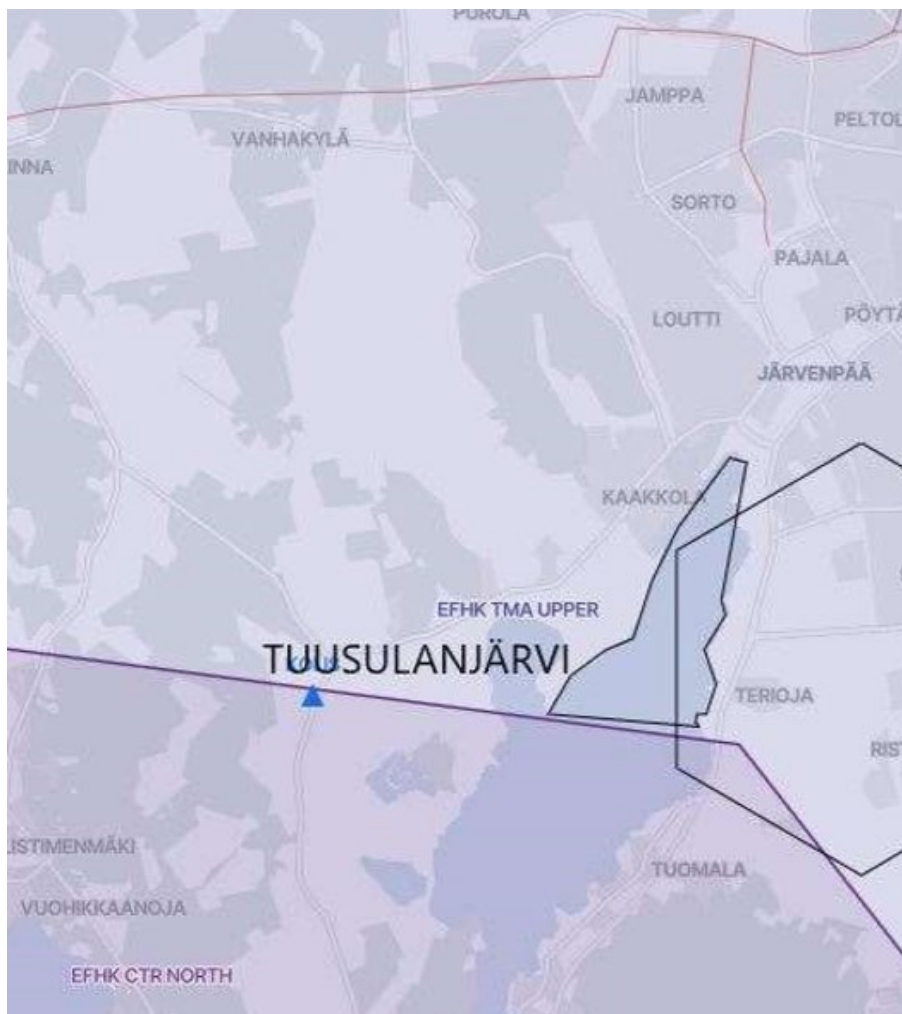 PUROLA
JAMPPA
PELTOL
VANHAKYLÄ
INNA
SORTO
PAJALA
LOUTTI
PÖYTÄ
JÄRVENPÄÄ
KAAKKOLA
EFHK TMA UPPER
TUUSULANJÄRVI
TERIOJA
RIST
LISTIMENMÄKI
TUOMALA
VUOHIKKAANOJA
EFHK CTR NORTH